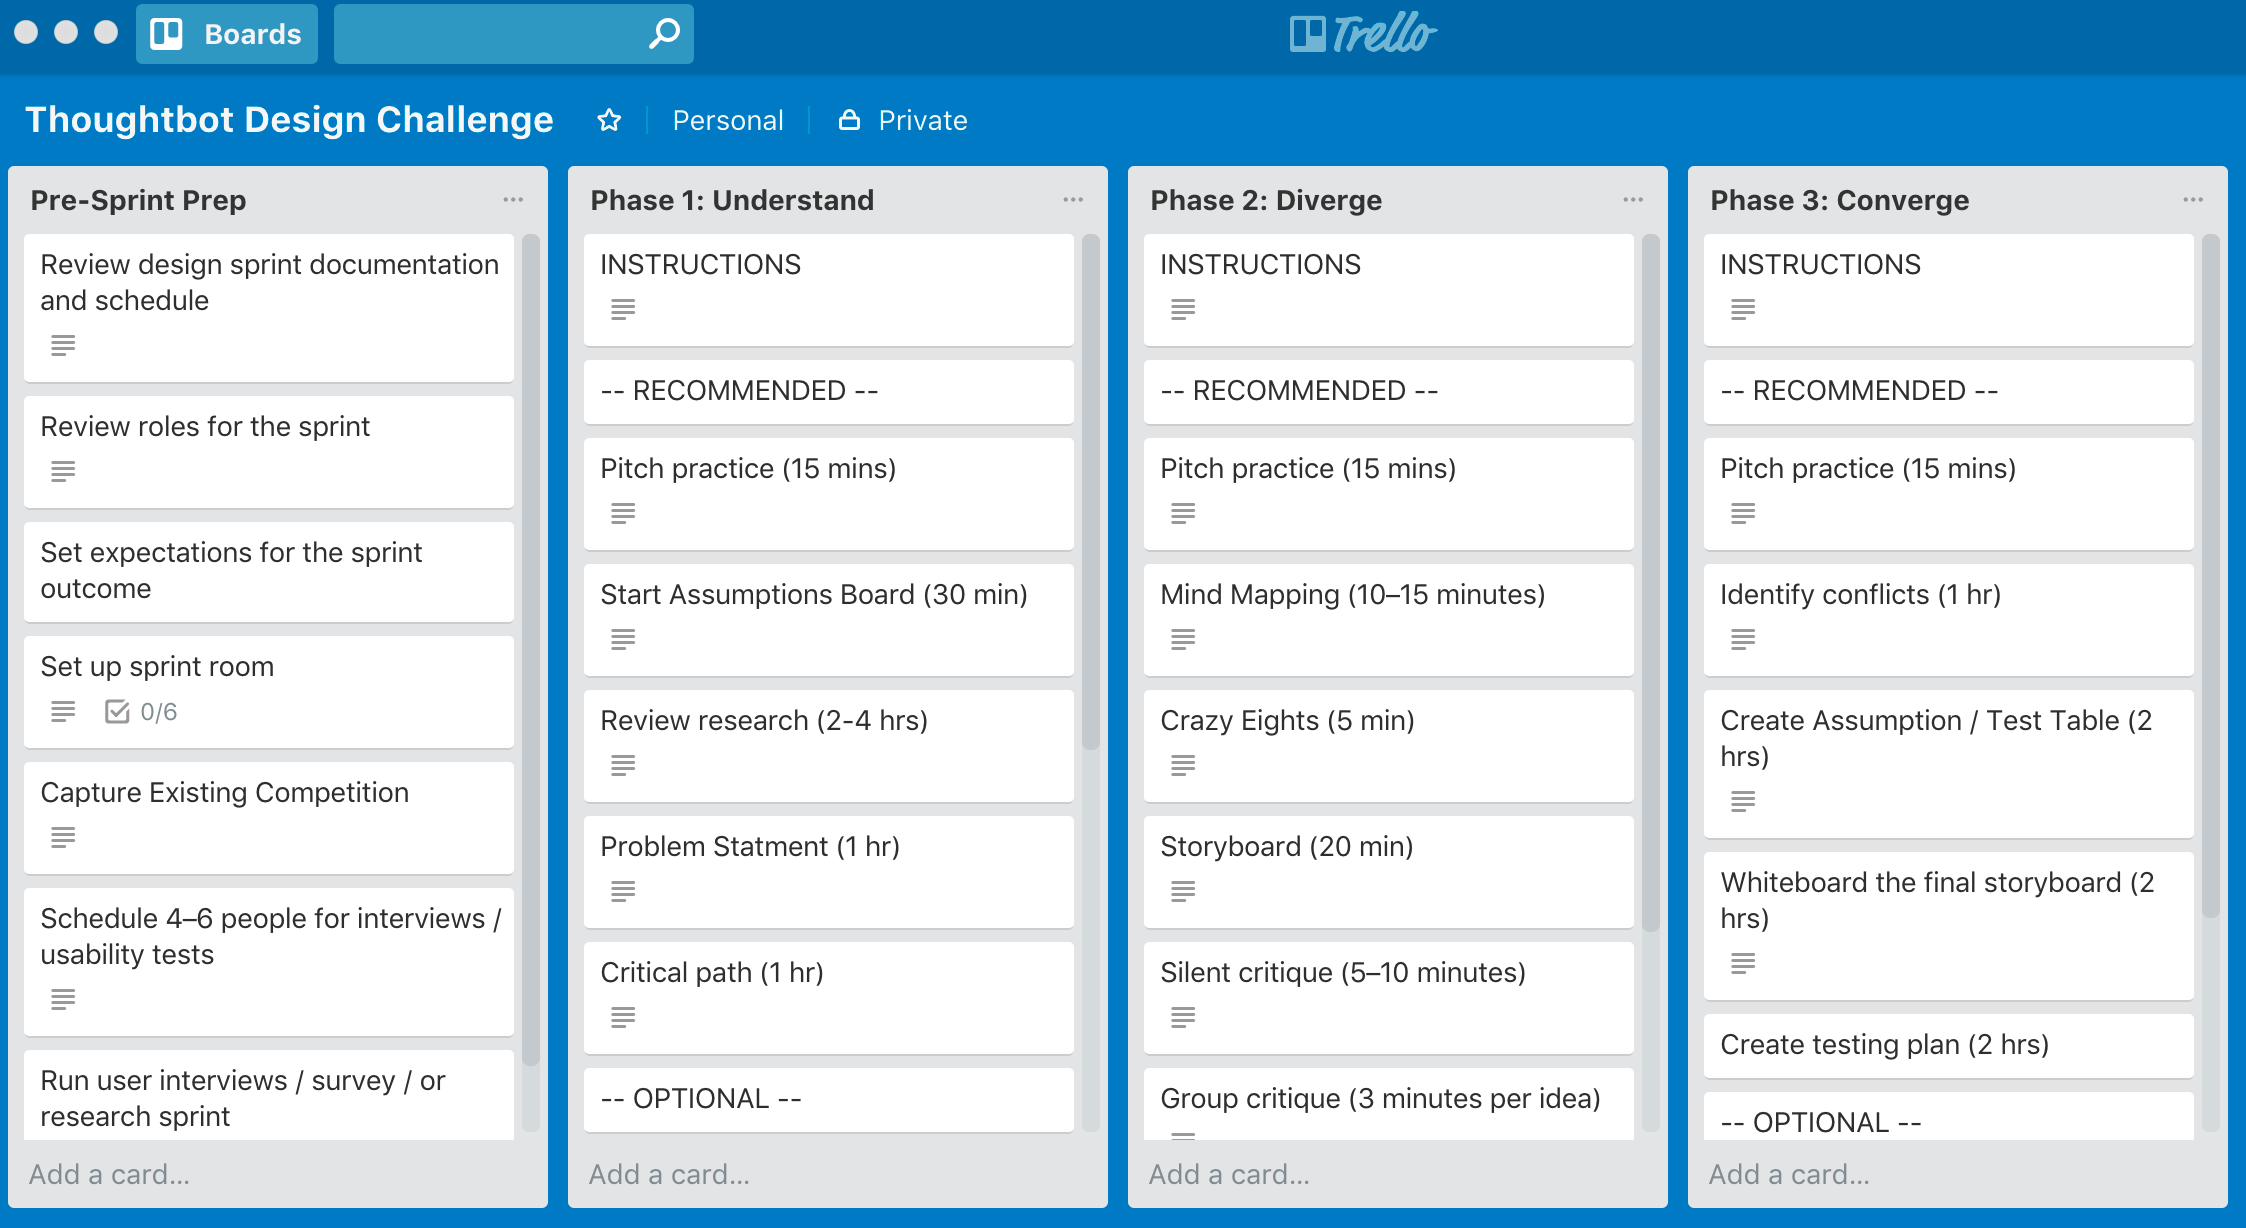 Boards
Trello
Thoughtbot Design Challenge
Personal
Private
Pre-Sprint Prep
Review design sprint documentation
and schedule
Review roles for the sprint
Set expectations for the sprint
outcome
Set up sprint room
0/6
Capture Existing Competition
Schedule 4–6 people for interviews /
usability tests
Run user interviews / survey / or
research sprint
Add a card...
Phase 1: Understand
INSTRUCTIONS
-- RECOMMENDED --
Pitch practice (15 mins)
Start Assumptions Board (30 min)
Review research (2-4 hrs)
Problem Statment (1 hr)
Critical path (1 hr)
-- OPTIONAL --
Add a card...
Phase 2: Diverge
INSTRUCTIONS
-- RECOMMENDED --
Pitch practice (15 mins)
Mind Mapping (10–15 minutes)
Crazy Eights (5 min)
Storyboard (20 min)
Silent critique (5–10 minutes)
Group critique (3 minutes per idea)
Add a card...
Phase 3: Converge
INSTRUCTIONS
-- RECOMMENDED --
Pitch practice (15 mins)
Identify conflicts (1 hr)
Create Assumption / Test Table (2
hrs)
Whiteboard the final storyboard (2
hrs)
Create testing plan (2 hrs)
-- OPTIONAL --
Add a card...